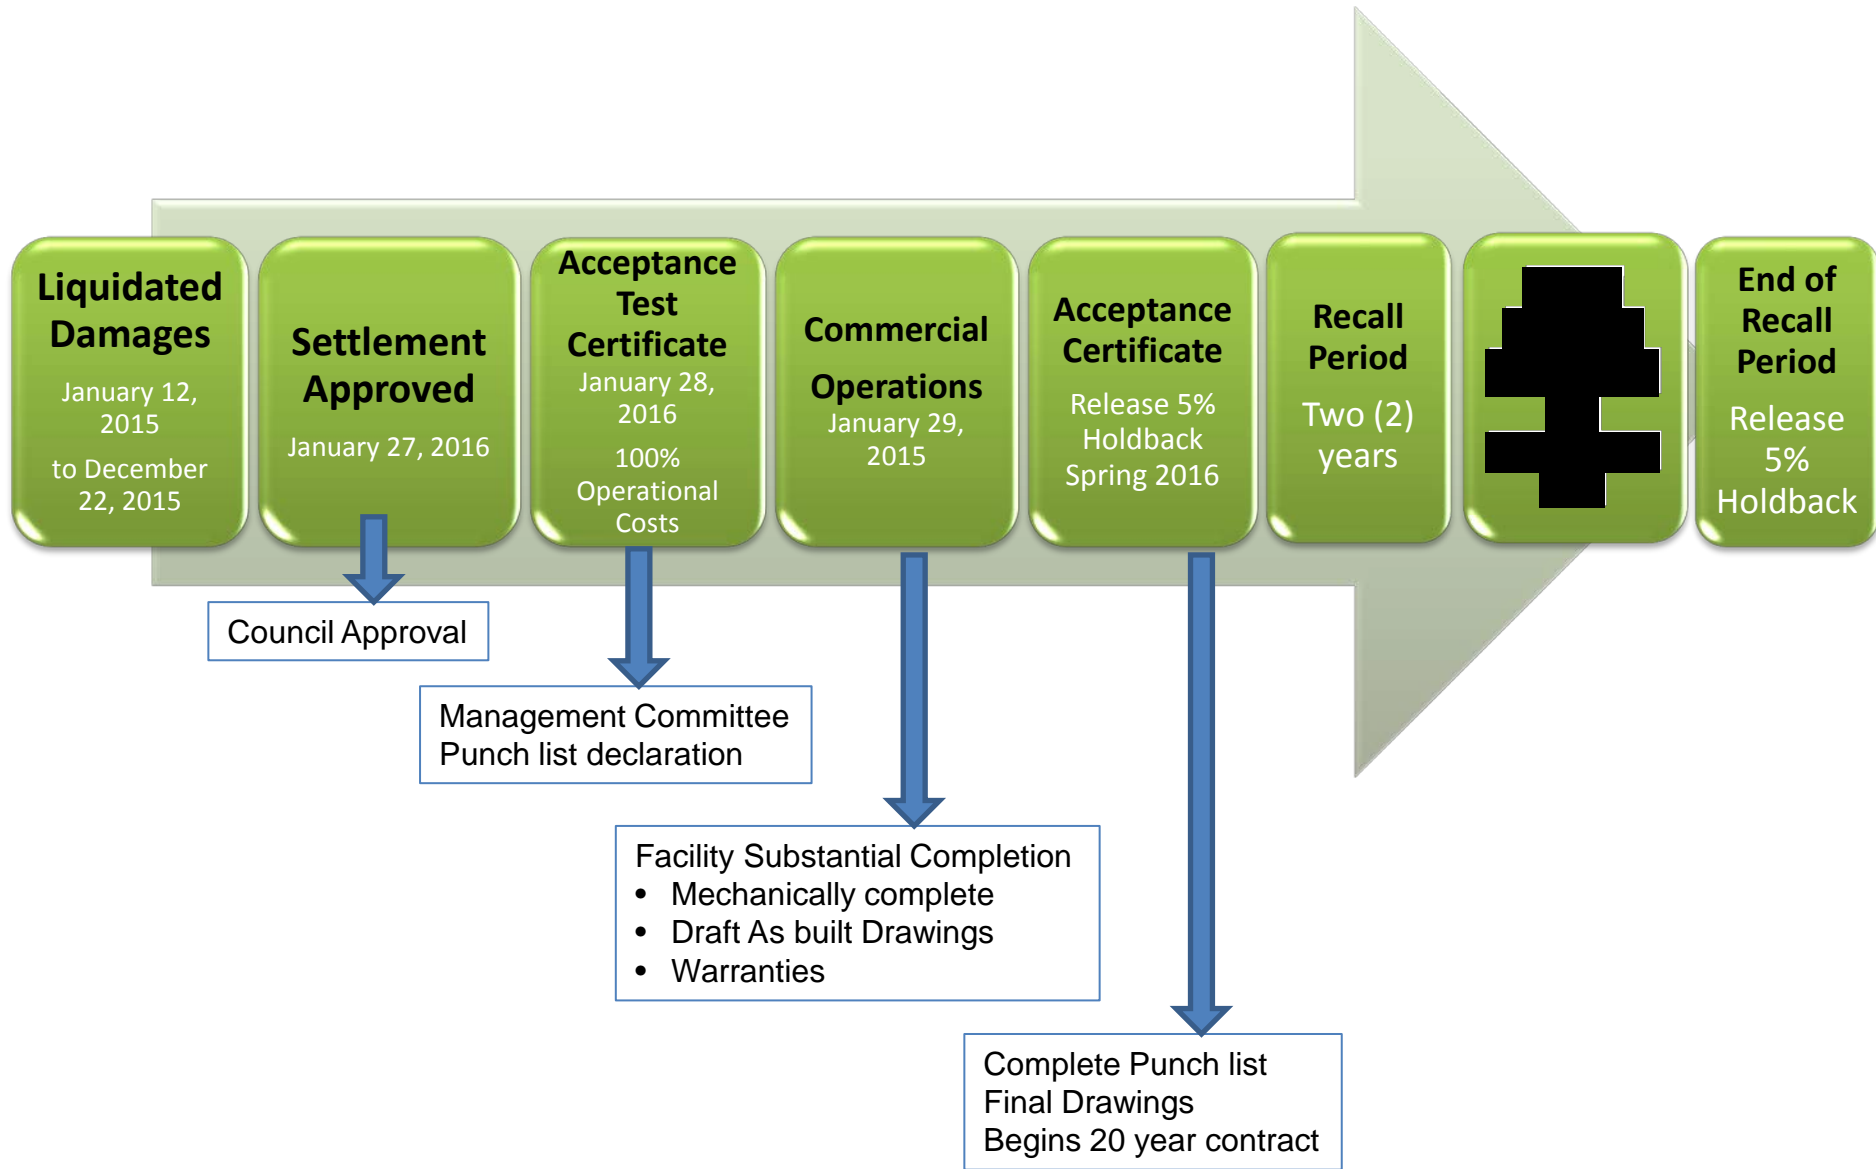 Liquidated
Damages
January 12,
2015
to December
22, 2015
Settlement
Approved
January 27, 2016
Acceptance
Test
Certificate
January 28,
2016
100%
Operational
Costs
Commercial
Operations
January 29,
2015
Acceptance
Certificate
Release 5%
Holdback
Spring 2016
Recall
Period
Two (2)
years
End of
Recall
Period
Release
5%
Holdback
Council Approval
Management Committee
Punch list declaration
Facility Substantial Completion
• Mechanically complete
• Draft As built Drawings
• Warranties
Complete Punch list
Final Drawings
Begins 20 year contract